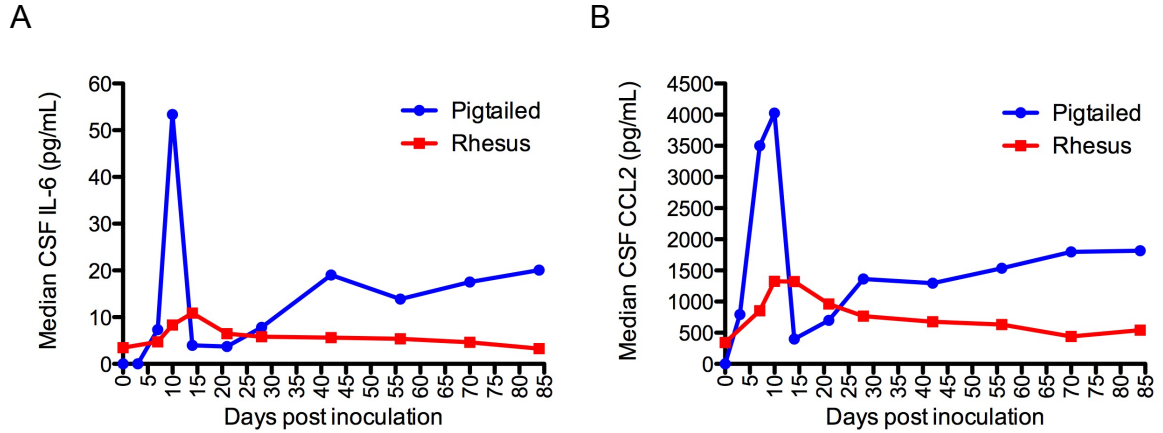 A
Median CSF IL-6 (pg/mL)
60
50
40
30
20
10
0
Pigtailed
Rhesus
0 5 10 15 20 25 30 35 40 45 50 55 60 65 70 75 80 85
Days post inoculation
B
Median CSF CCL2 (pg/mL)
4500
4000
3500
3000
2500
2000
1500
1000
500
0
Pigtailed
Rhesus
0 5 10 15 20 25 30 35 40 45 50 55 60 65 70 75 80 85
Days post inoculation